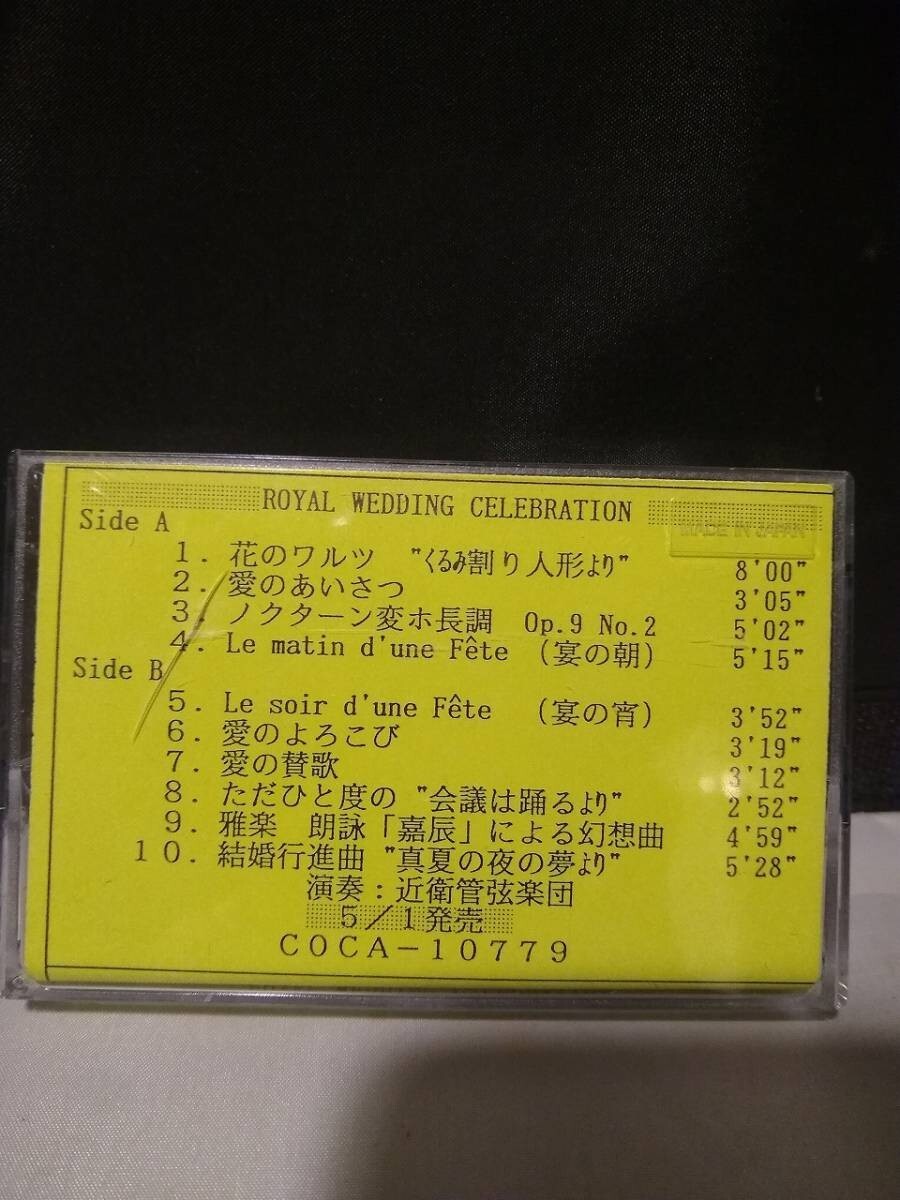 ROYAL WEDDING CELEBRATION
MADE IN JAPAN
Side A
1. 花のワルツ "くるみ割り人形より" 8'00"
2. 愛のあいさつ 3'05"
3. ノクターン変ホ長調 Op.9 No.2 5'02"
4. Le matin d'une Fête (宴の朝) 5'15"
Side B
5. Le soir d'une Fête (宴の宵) 3'52"
6. 愛のよろこび 3'19"
7. 愛の賛歌 3'12"
8. ただひと度の "会議は踊るより" 2'52"
9. 雅楽 朗詠「嘉辰」による幻想曲 4'59"
10. 結婚行進曲 "真夏の夜の夢より" 5'28"
演奏:近衛管弦楽団
5/1発売
COCA-10779